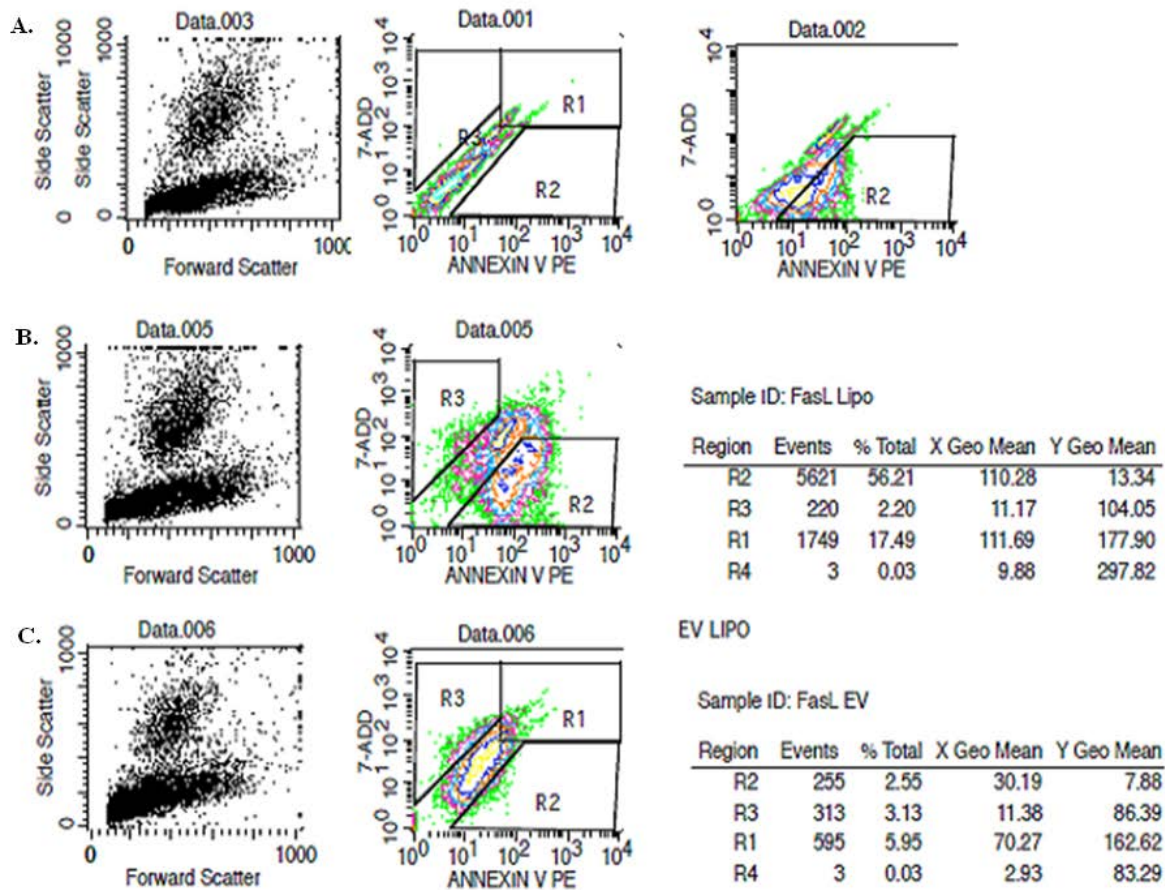 A.
Data.003
Side Scatter
0 1000
Side Scatter
0 1000
0 1000
Forward Scatter
Data.001
7-ADD
10^0 10^1 10^2 10^3 10^4
R3
R1
R2
10^0 10^1 10^2 10^3 10^4
ANNEXIN V PE
Data.002
7-ADD
10^0 10^4
R2
10^0 10^1 10^2 10^3 10^4
ANNEXIN V PE
B.
Data.005
Side Scatter
0 1000
0 1000
Forward Scatter
Data.005
7-ADD
10^0 10^1 10^2 10^3 10^4
R3
R2
10^0 10^1 10^2 10^3 10^4
ANNEXIN V PE
Sample ID: FasL Lipo
Region Events % Total X Geo Mean Y Geo Mean
R2 5621 56.21 110.28 13.34
R3 220 2.20 11.17 104.05
R1 1749 17.49 111.69 177.90
R4 3 0.03 9.88 297.82
C.
Data.006
Side Scatter
0 1000
0 1000
Forward Scatter
Data.006
7-ADD
10^0 10^1 10^2 10^3 10^4
R3
R1
R2
10^0 10^1 10^2 10^3 10^4
ANNEXIN V PE
EV LIPO
Sample ID: FasL EV
Region Events % Total X Geo Mean Y Geo Mean
R2 255 2.55 30.19 7.88
R3 313 3.13 11.38 86.39
R1 595 5.95 70.27 162.62
R4 3 0.03 2.93 83.29